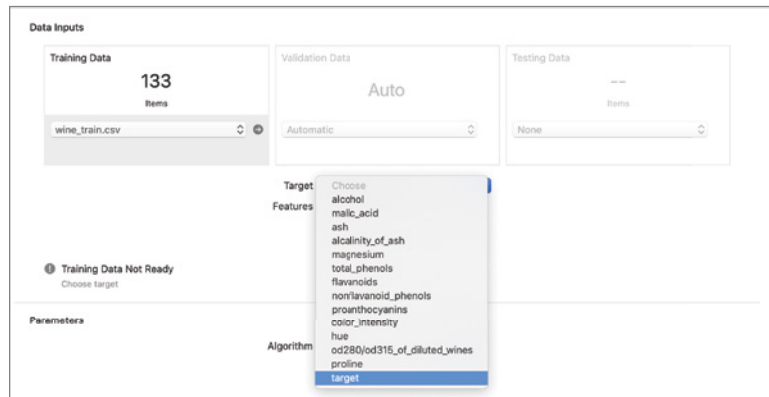 Data Inputs
Training Data
133
Items
wine_train.csv
Validation Data
Auto
Automatic
Testing Data
--
Items
None
Target
Choose
alcohol
malic_acid
ash
alcalinity_of_ash
magnesium
total_phenols
flavanoids
nonflavanoid_phenols
proanthocyanins
color_intensity
hue
od280/od315_of_diluted_wines
proline
target
Features
Training Data Not Ready
Choose target
Parameters
Algorithm